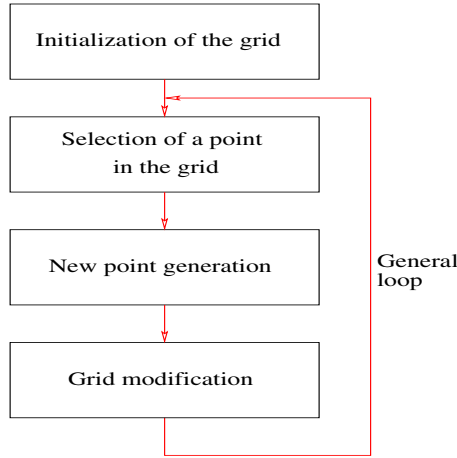 Initialization of the grid
Selection of a point
in the grid
New point generation
General
loop
Grid modification